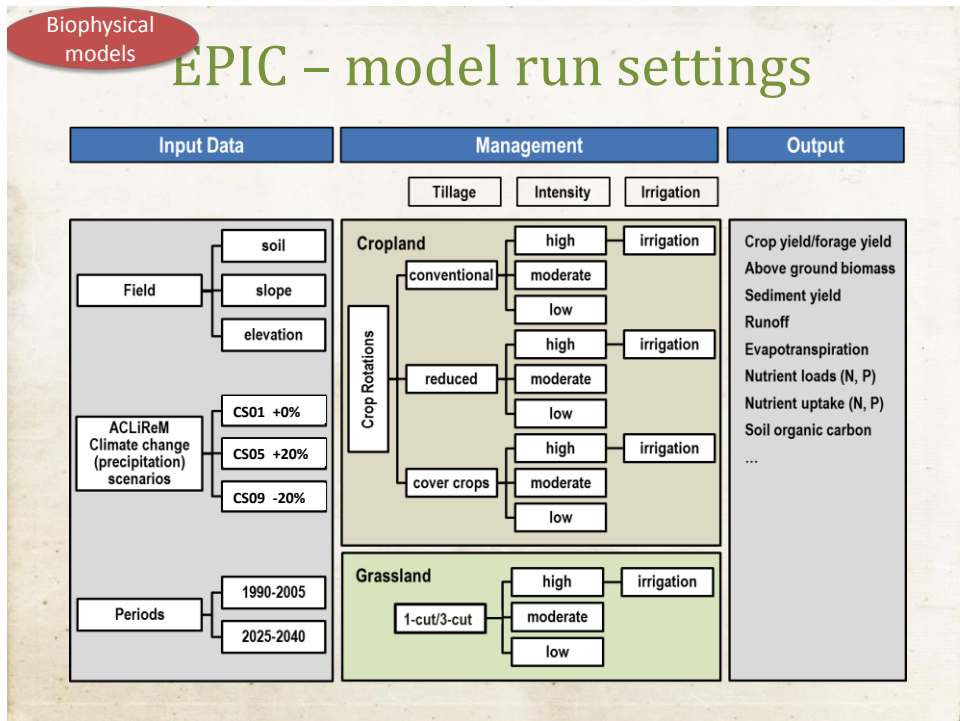 Biophysical
models
EPIC – model run settings
Input Data
Management
Output
Tillage
Intensity
Irrigation
Field
soil
slope
elevation
ACLiReM
Climate change
(precipitation)
scenarios
CS01 +0%
CS05 +20%
CS09 -20%
Periods
1990-2005
2025-2040
Cropland
Crop Rotations
conventional
high
irrigation
moderate
low
reduced
high
irrigation
moderate
low
cover crops
high
irrigation
moderate
low
Grassland
1-cut/3-cut
high
irrigation
moderate
low
Crop yield/forage yield
Above ground biomass
Sediment yield
Runoff
Evapotranspiration
Nutrient loads (N, P)
Nutrient uptake (N, P)
Soil organic carbon
...